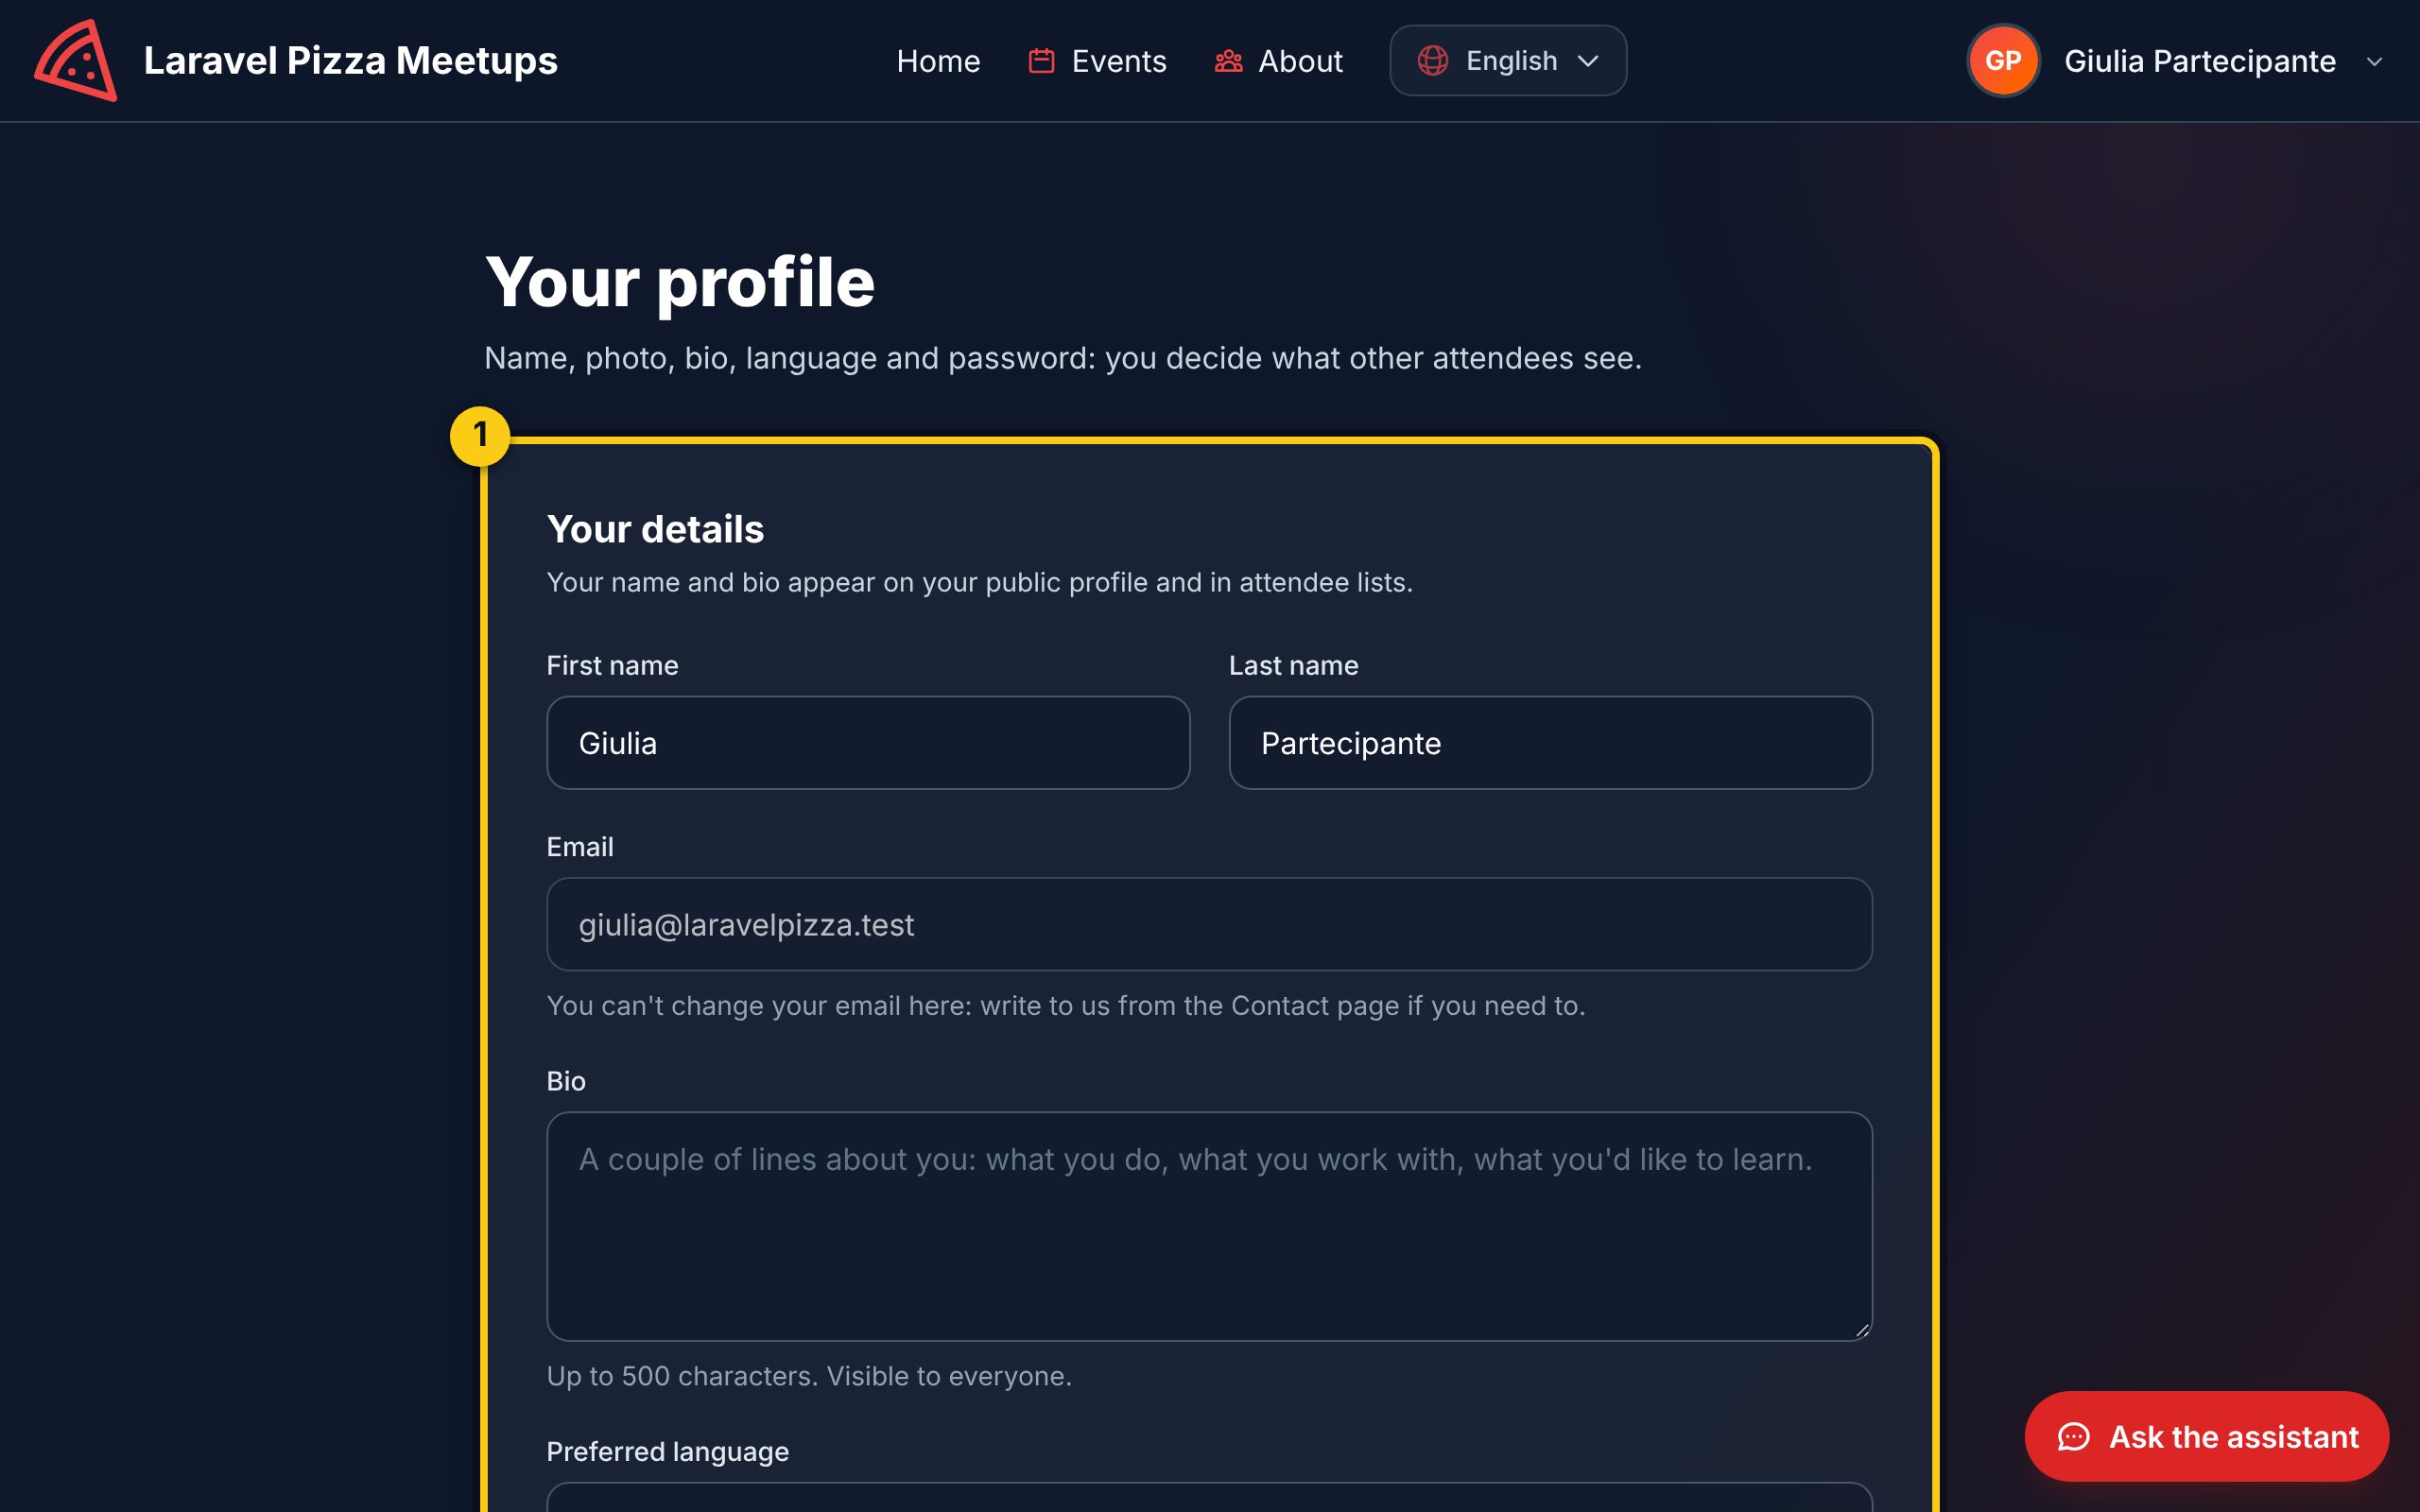 Laravel Pizza Meetups
Home
Events
About
English
GP
Giulia Partecipante
Your profile
Name, photo, bio, language and password: you decide what other attendees see.
1
Your details
Your name and bio appear on your public profile and in attendee lists.
First name
Last name
Giulia
Partecipante
Email
giulia@laravelpizza.test
You can't change your email here: write to us from the Contact page if you need to.
Bio
A couple of lines about you: what you do, what you work with, what you'd like to learn.
Up to 500 characters. Visible to everyone.
Preferred language
Ask the assistant